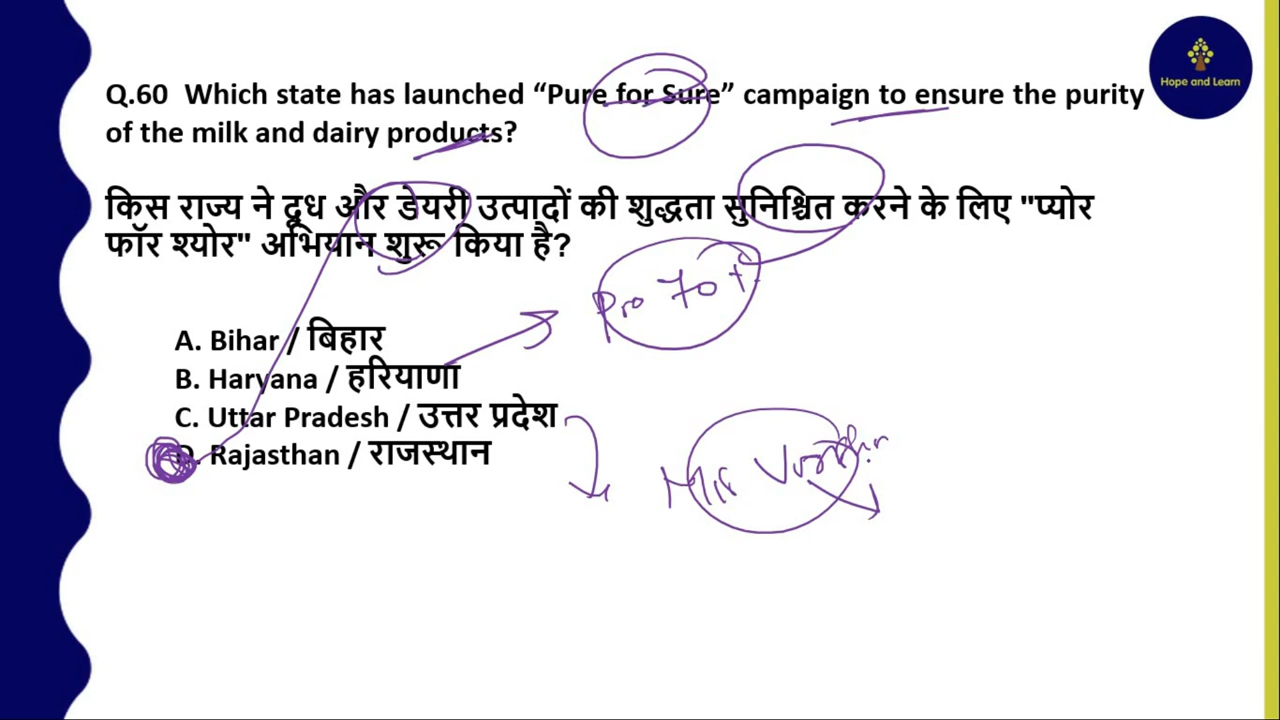 Hope and Learn
Q.60 Which state has launched “Pure for Sure” campaign to ensure the purity
of the milk and dairy products?
किस राज्य ने दूध और डेयरी उत्पादों की शुद्धता सुनिश्चित करने के लिए "प्योर
फॉर श्योर" अभियान शुरू किया है?
Pro 70+
A. Bihar / बिहार
B. Haryana / हरियाणा
C. Uttar Pradesh / उत्तर प्रदेश
D. Rajasthan / राजस्थान